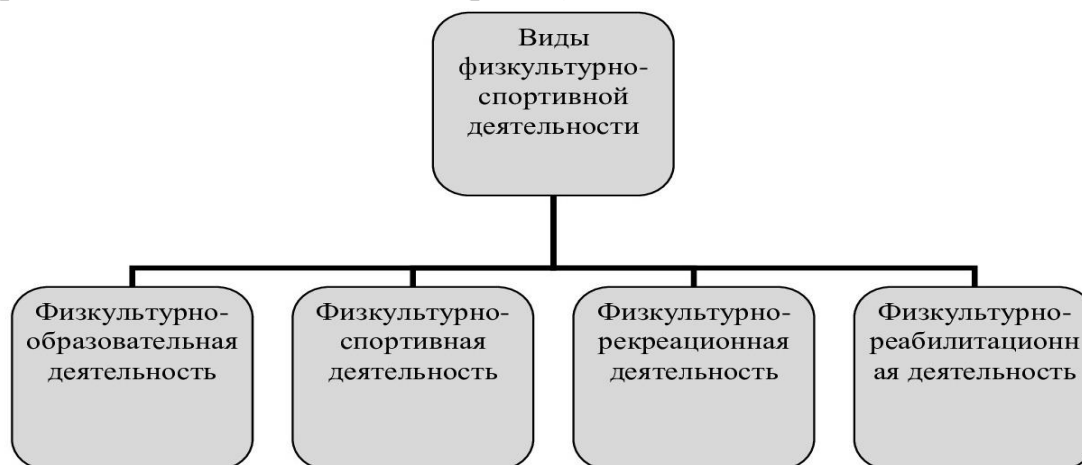 Виды
физкультурно-
спортивной
деятельности
Физкультурно-
образовательная
деятельность
Физкультурно-
спортивная
деятельность
Физкультурно-
рекреационная
деятельность
Физкультурно-
реабилитационн
ая деятельность